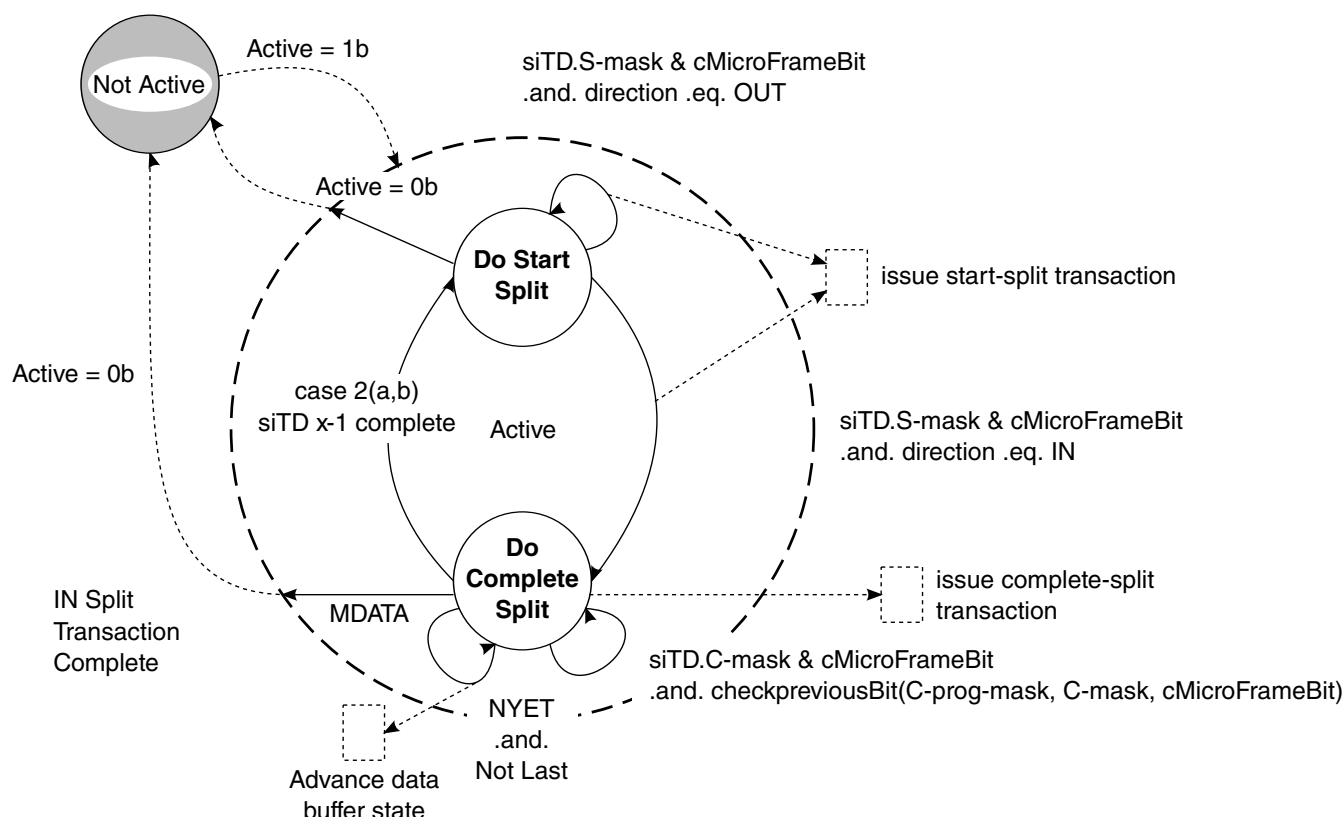 Active = 1b
Not Active
siTD.S-mask & cMicroFrameBit
.and. direction .eq. OUT
Active = 0b
Do Start
Split
issue start-split transaction
Active = 0b
case 2(a,b)
siTD x-1 complete
Active
siTD.S-mask & cMicroFrameBit
.and. direction .eq. IN
Do
Complete
Split
issue complete-split
transaction
IN Split
Transaction
Complete
MDATA
siTD.C-mask & cMicroFrameBit
.and. checkpreviousBit(C-prog-mask, C-mask, cMicroFrameBit)
NYET
.and.
Not Last
Advance data
buffer state